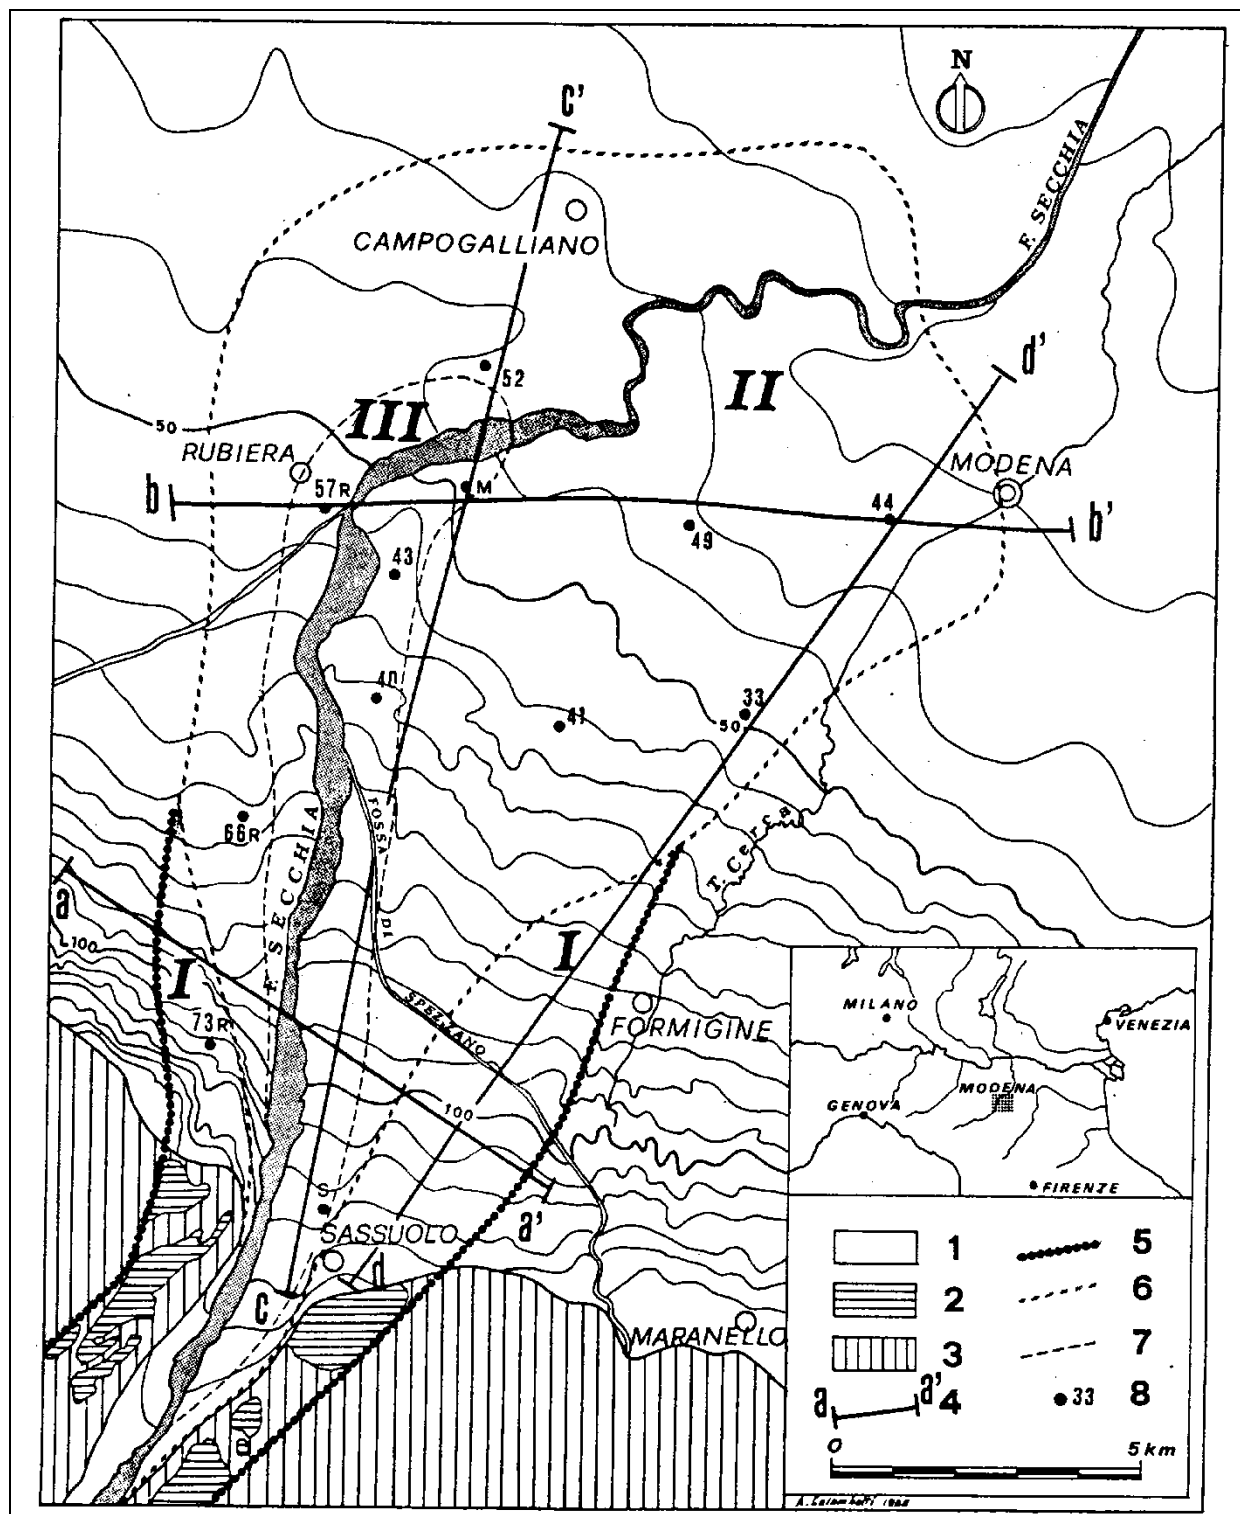 N
C'
F. SECCHIA
CAMPOGALLIANO
d'
52
II
III
50
RUBIERA
MODENA
57R
M
b
44
b'
49
43
40
41
33
50
FOSSA DI SPEZZANO
66R
F. SECCHIA
T. Cerca
a
100
I
I
73R
FORMIGINE
100
S
a'
SASSUOLO
d
C
MARANELLO
MILANO
VENEZIA
MODENA
GENOVA
FIRENZE
1
5
2
6
3
7
a
a'
4
33
8
0
5 km